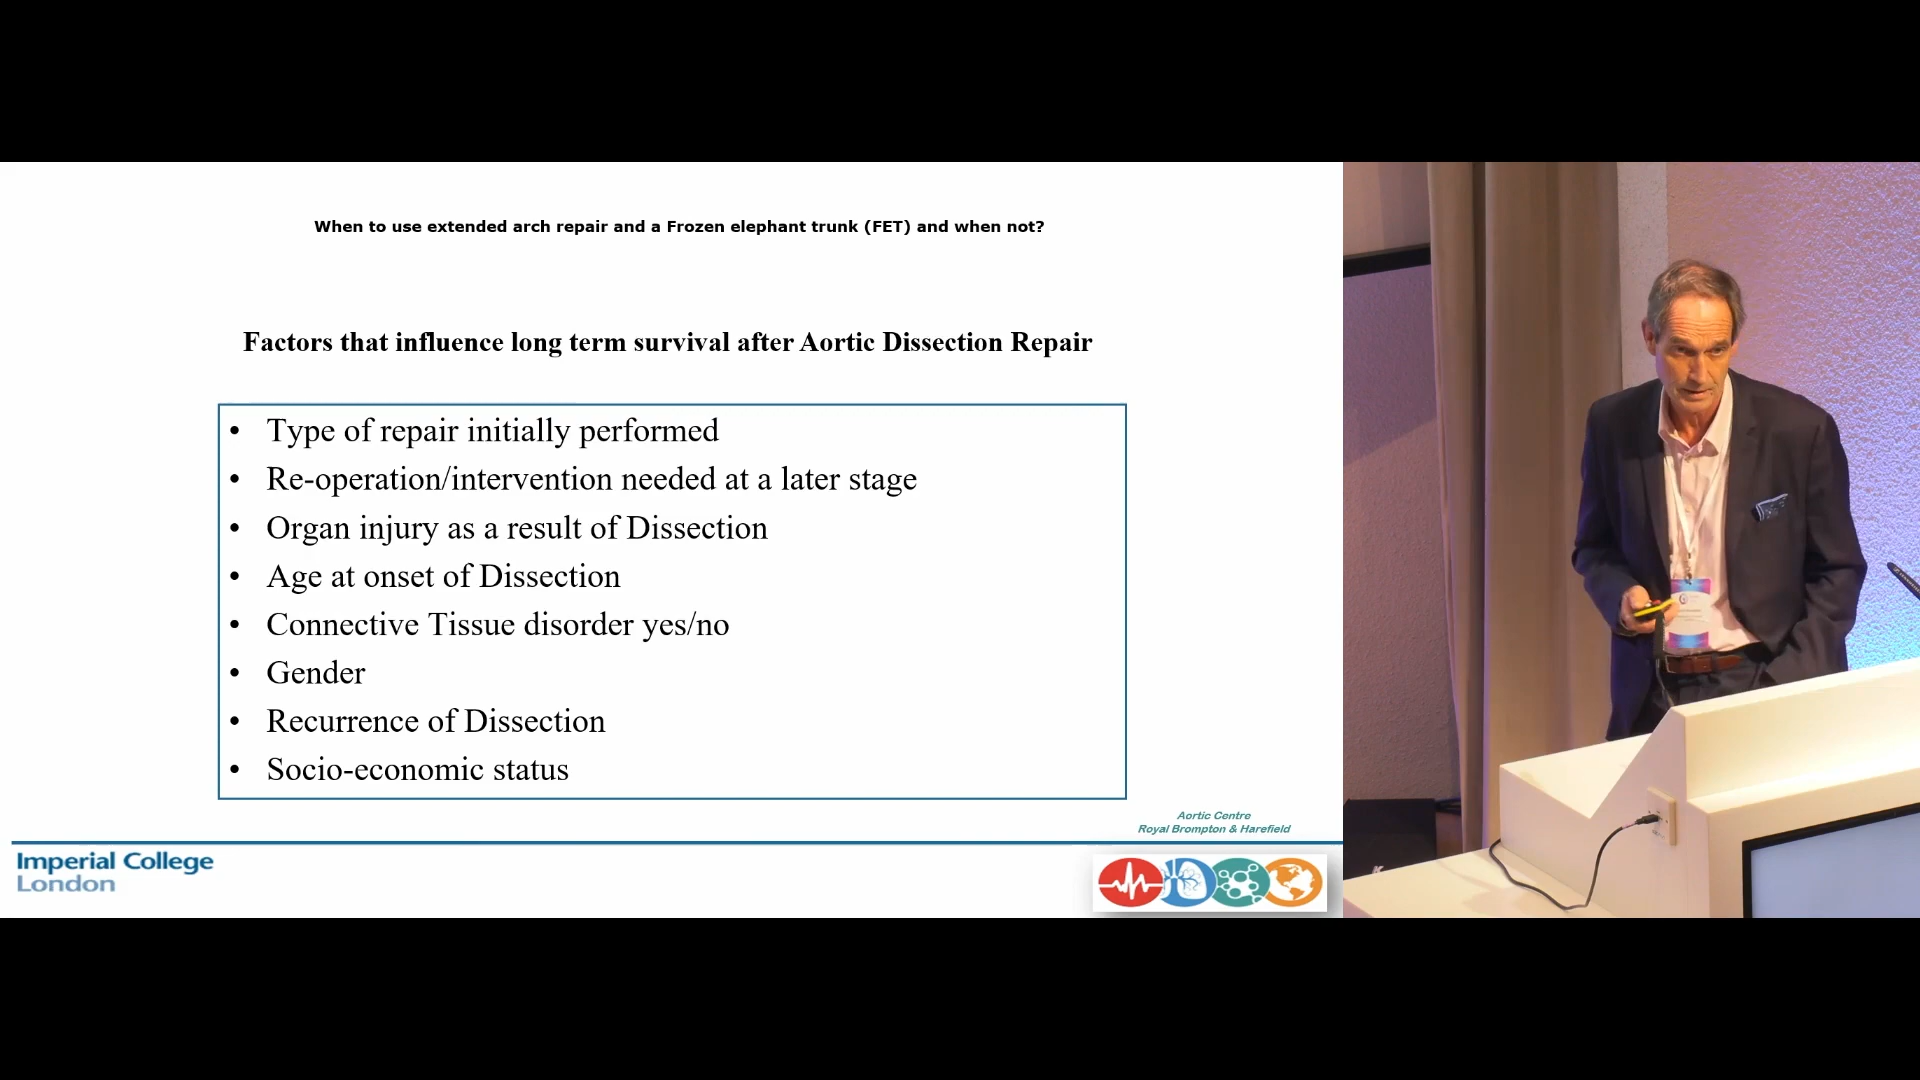 When to use extended arch repair and a Frozen elephant trunk (FET) and when not?
Factors that influence long term survival after Aortic Dissection Repair
• Type of repair initially performed
• Re-operation/intervention needed at a later stage
• Organ injury as a result of Dissection
• Age at onset of Dissection
• Connective Tissue disorder yes/no
• Gender
• Recurrence of Dissection
• Socio-economic status
Aortic Centre
Royal Brompton & Harefield
Imperial College
London